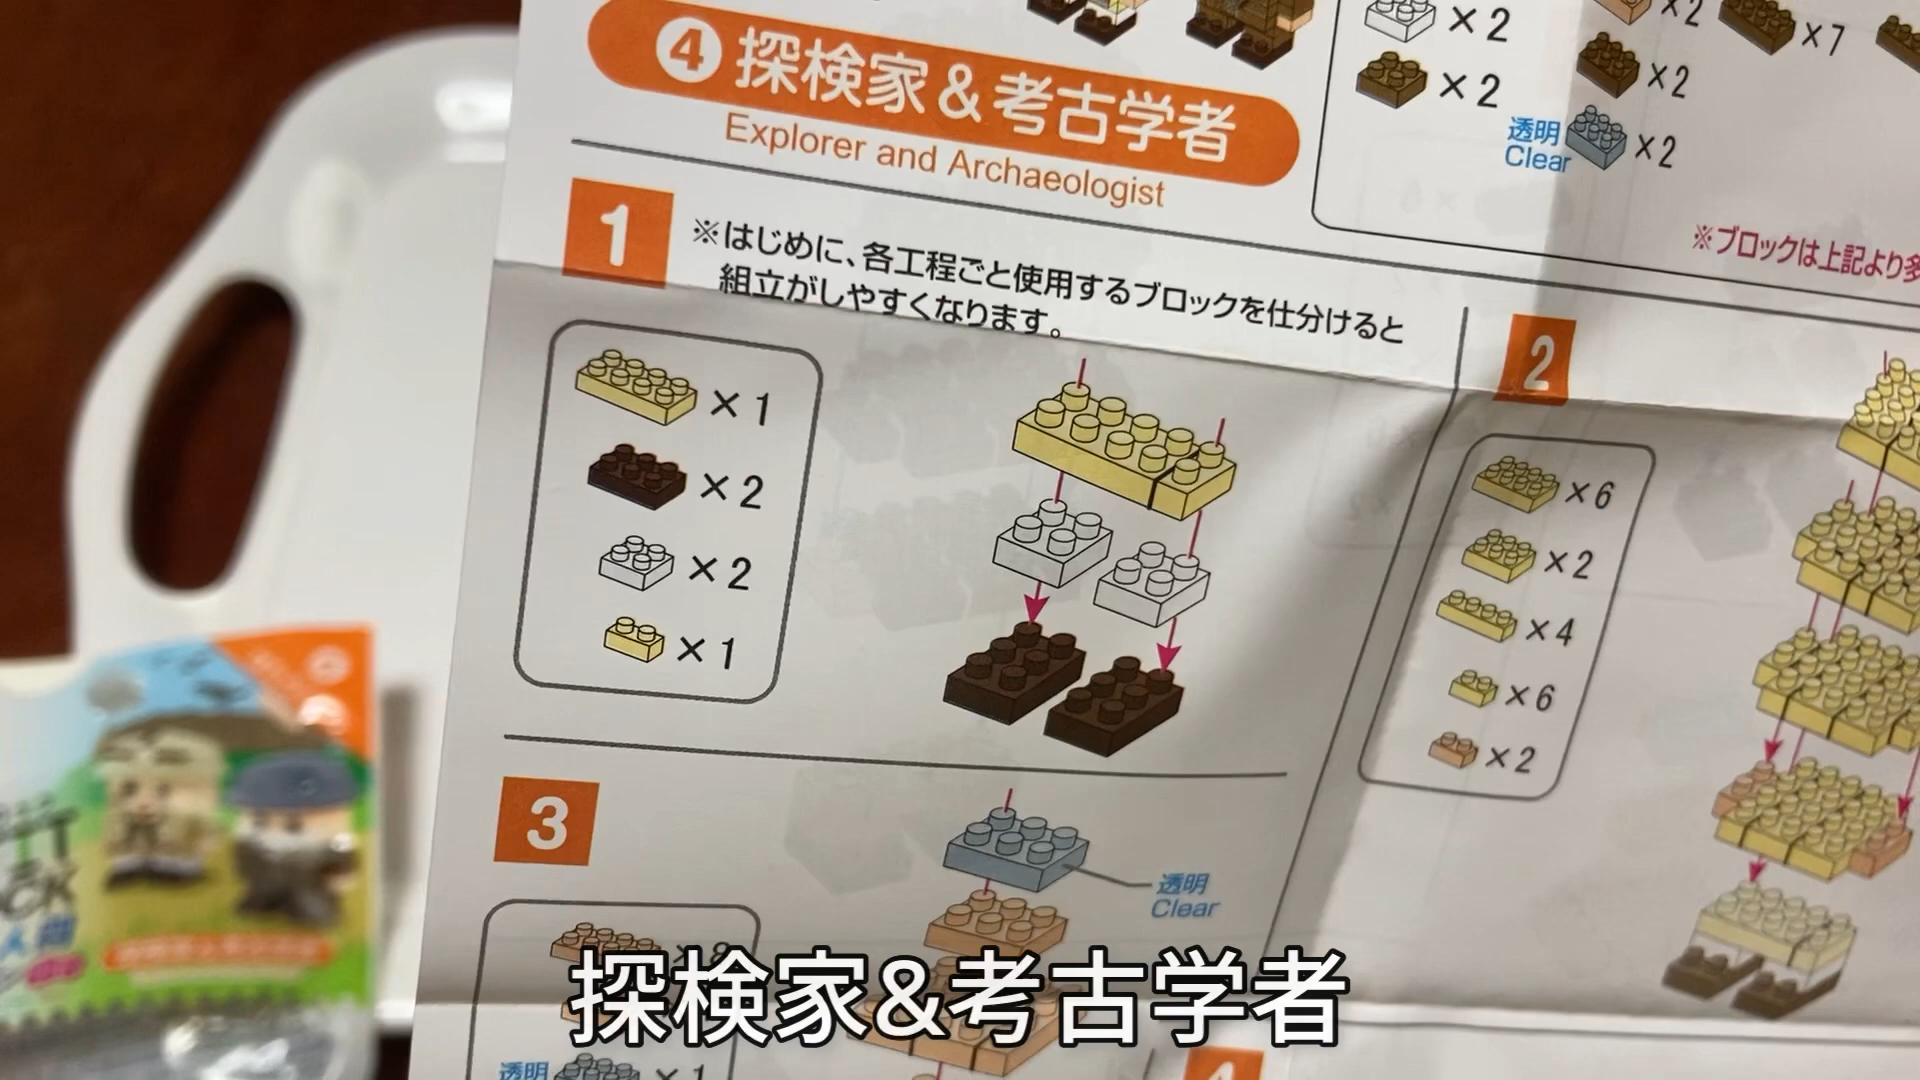 ×2
×2
×2
×7
×2
透明
Clear
×2
④探検家&考古学者
Explorer and Archaeologist
※ブロックは上記より多
1
※はじめに、各工程ごと使用するブロックを仕分けると
組立がしやすくなります。
×1
×2
×2
×1
2
×6
×2
×4
×6
×2
3
透明
Clear
透明
×1
4
探検家&考古学者